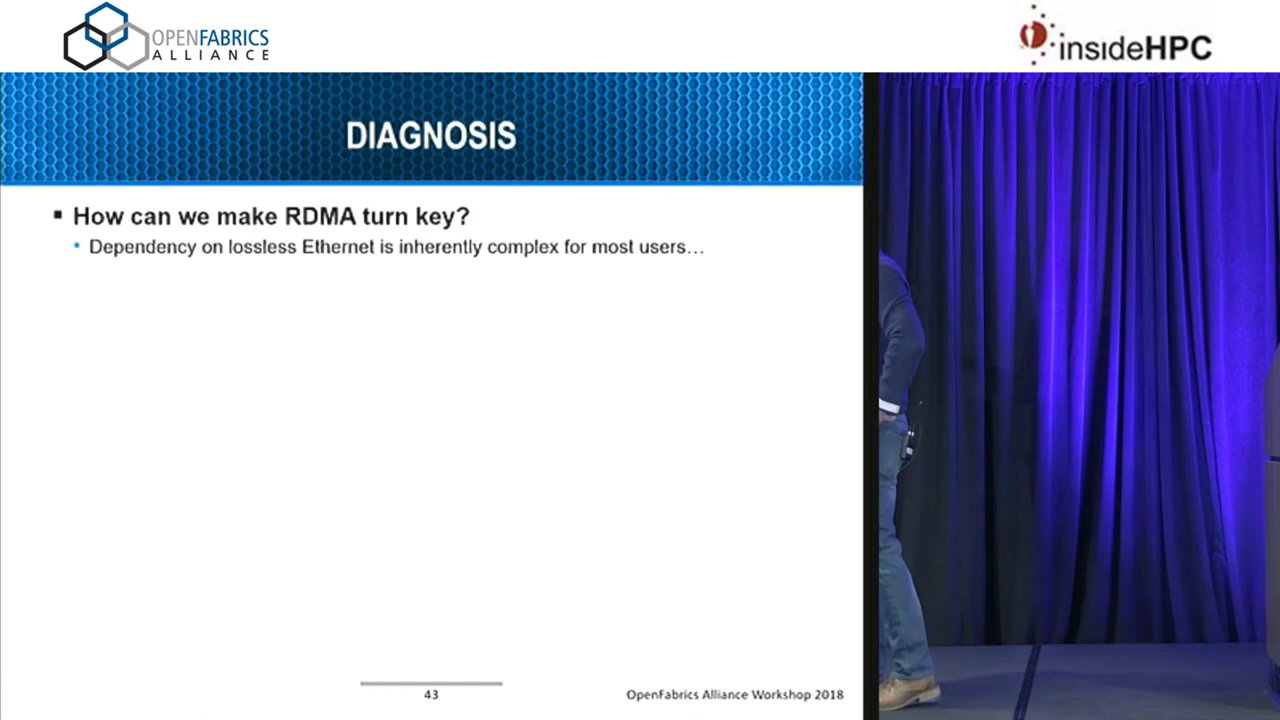 OPENFABRICS
ALLIANCE
insideHPC
DIAGNOSIS
▪ How can we make RDMA turn key?
• Dependency on lossless Ethernet is inherently complex for most users…
43
OpenFabrics Alliance Workshop 2018